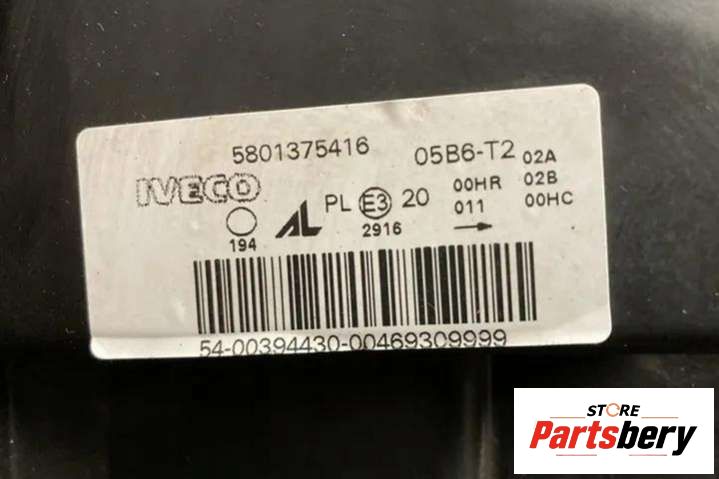 5801375416 05B6-T2 02A
IVECO
194
AL PL E3 20
2916
00HR 02B
011 00HC
54-00394430-00469309999
STORE
Partsbery